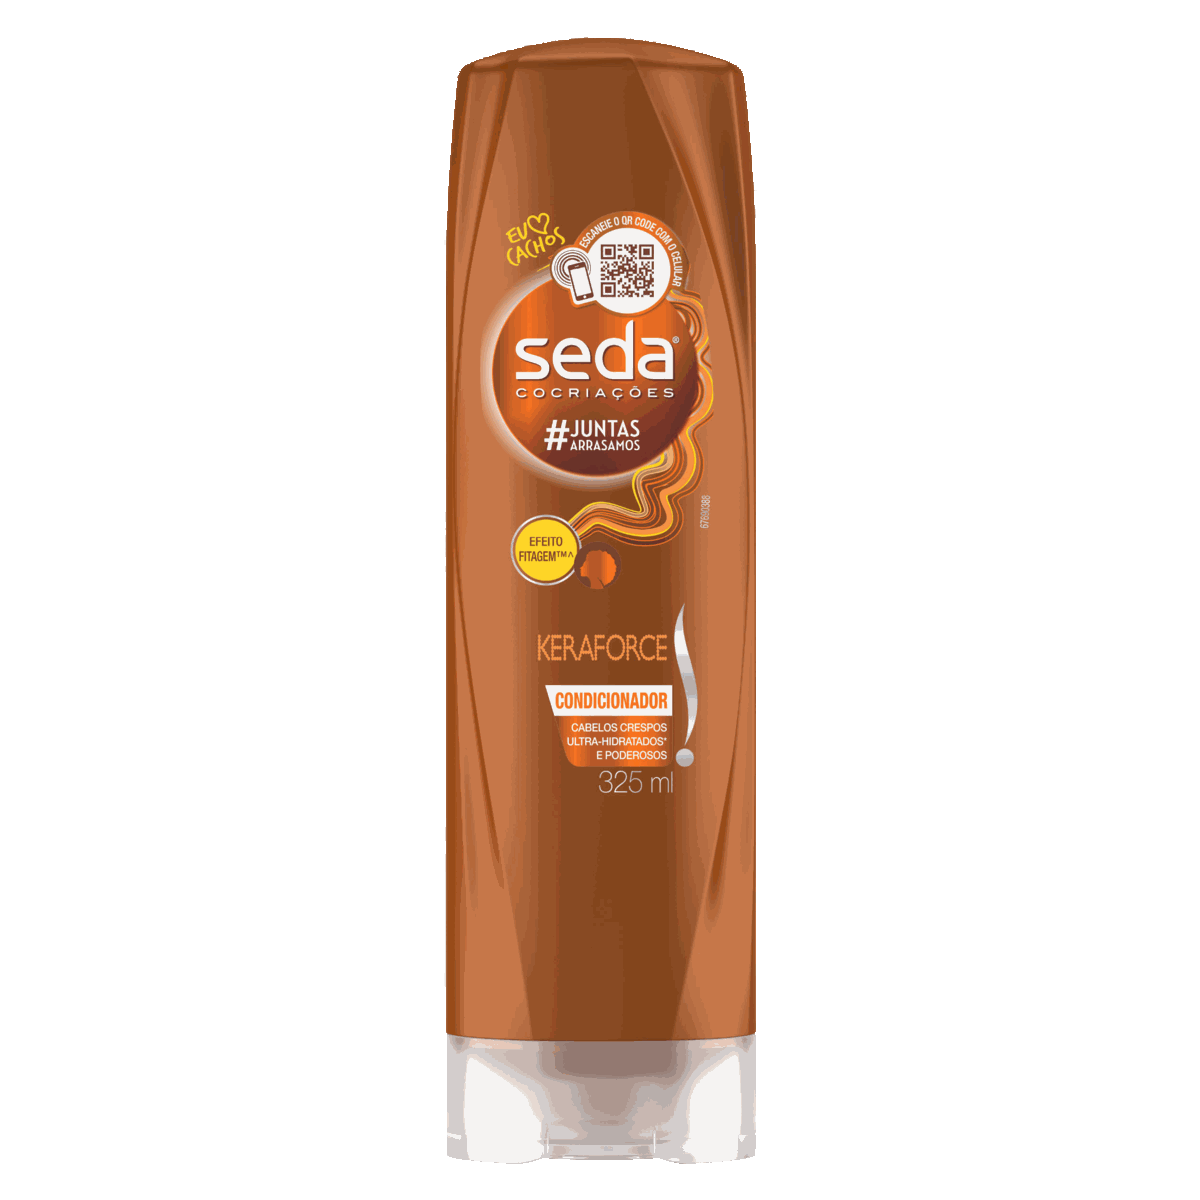 EU
CACHOS
ESCANEIE O QR CODE COM O CELULAR
seda®
COCRIAÇÕES
#JUNTAS
ARRASAMOS
67690388
EFEITO
FITAGEM™^
KERAFORCE
CONDICIONADOR
CABELOS CRESPOS
ULTRA-HIDRATADOS*
E PODEROSOS
325 ml